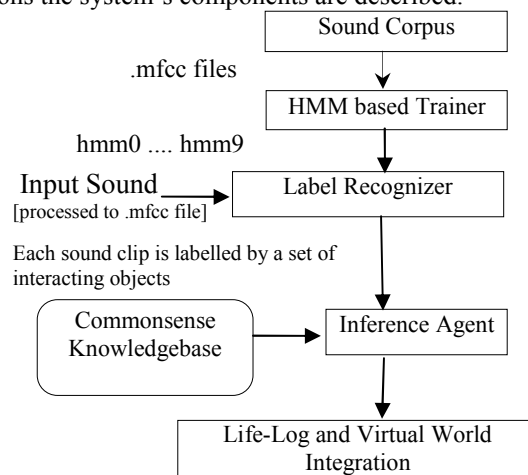 ons the system's components are described.
Sound Corpus
.mfcc files
HMM based Trainer
hmm0 .... hmm9
Input Sound
[processed to .mfcc file]
Label Recognizer
Each sound clip is labelled by a set of
interacting objects
Commonsense
Knowledgebase
Inference Agent
Life-Log and Virtual World
Integration